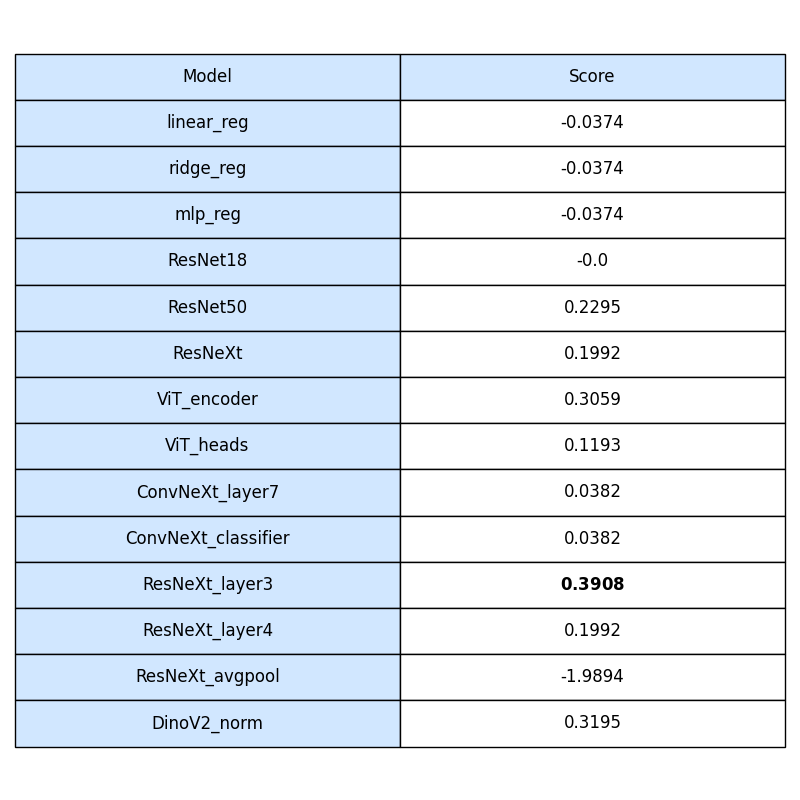 Model Score
linear_reg -0.0374
ridge_reg -0.0374
mlp_reg -0.0374
ResNet18 -0.0
ResNet50 0.2295
ResNeXt 0.1992
ViT_encoder 0.3059
ViT_heads 0.1193
ConvNeXt_layer7 0.0382
ConvNeXt_classifier 0.0382
ResNeXt_layer3 0.3908
ResNeXt_layer4 0.1992
ResNeXt_avgpool -1.9894
DinoV2_norm 0.3195